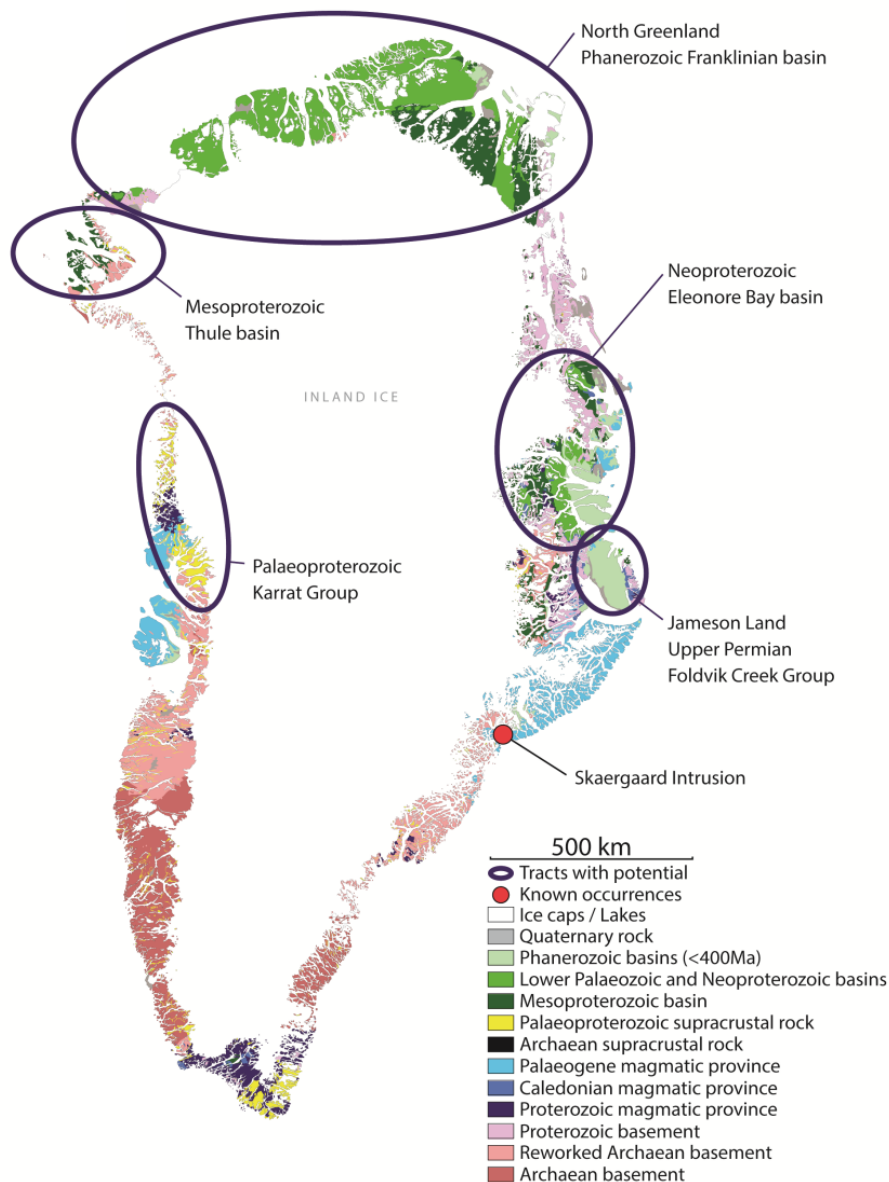 North Greenland
Phanerozoic Franklinian basin
Neoproterozoic
Eleonore Bay basin
Mesoproterozoic
Thule basin
INLAND ICE
Palaeoproterozoic
Karrat Group
Jameson Land
Upper Permian
Foldvik Creek Group
Skaergaard Intrusion
500 km
Tracts with potential
Known occurrences
Ice caps / Lakes
Quaternary rock
Phanerozoic basins (<400Ma)
Lower Palaeozoic and Neoproterozoic basins
Mesoproterozoic basin
Palaeoproterozoic supracrustal rock
Archaean supracrustal rock
Palaeogene magmatic province
Caledonian magmatic province
Proterozoic magmatic province
Proterozoic basement
Reworked Archaean basement
Archaean basement